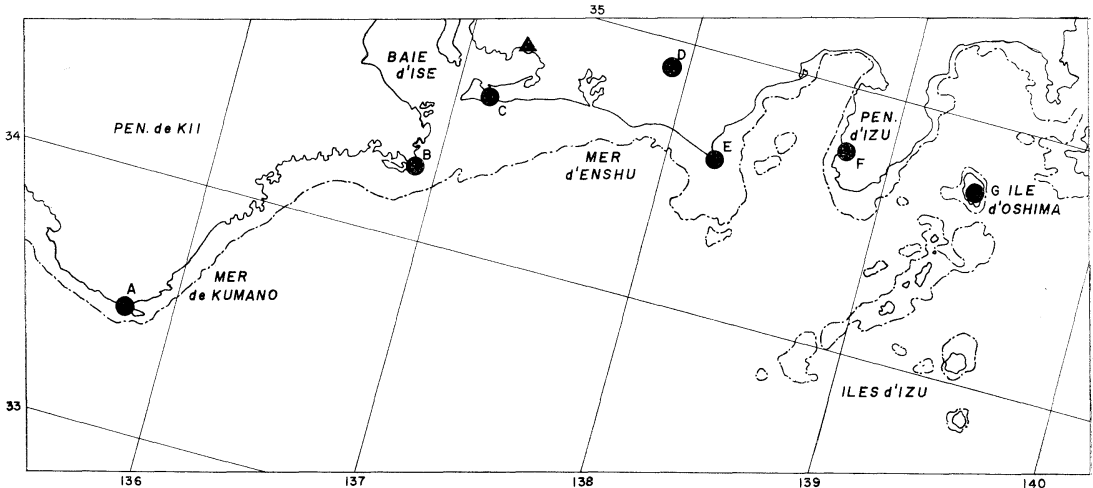 35
BAIE
d'ISE
D
PEN. de KII
C
34
B
E
MER
d'ENSHU
PEN.
d'IZU
F
G ILE
d'OSHIMA
A
MER
de KUMANO
33
ILES d'IZU
136
137
138
139
140